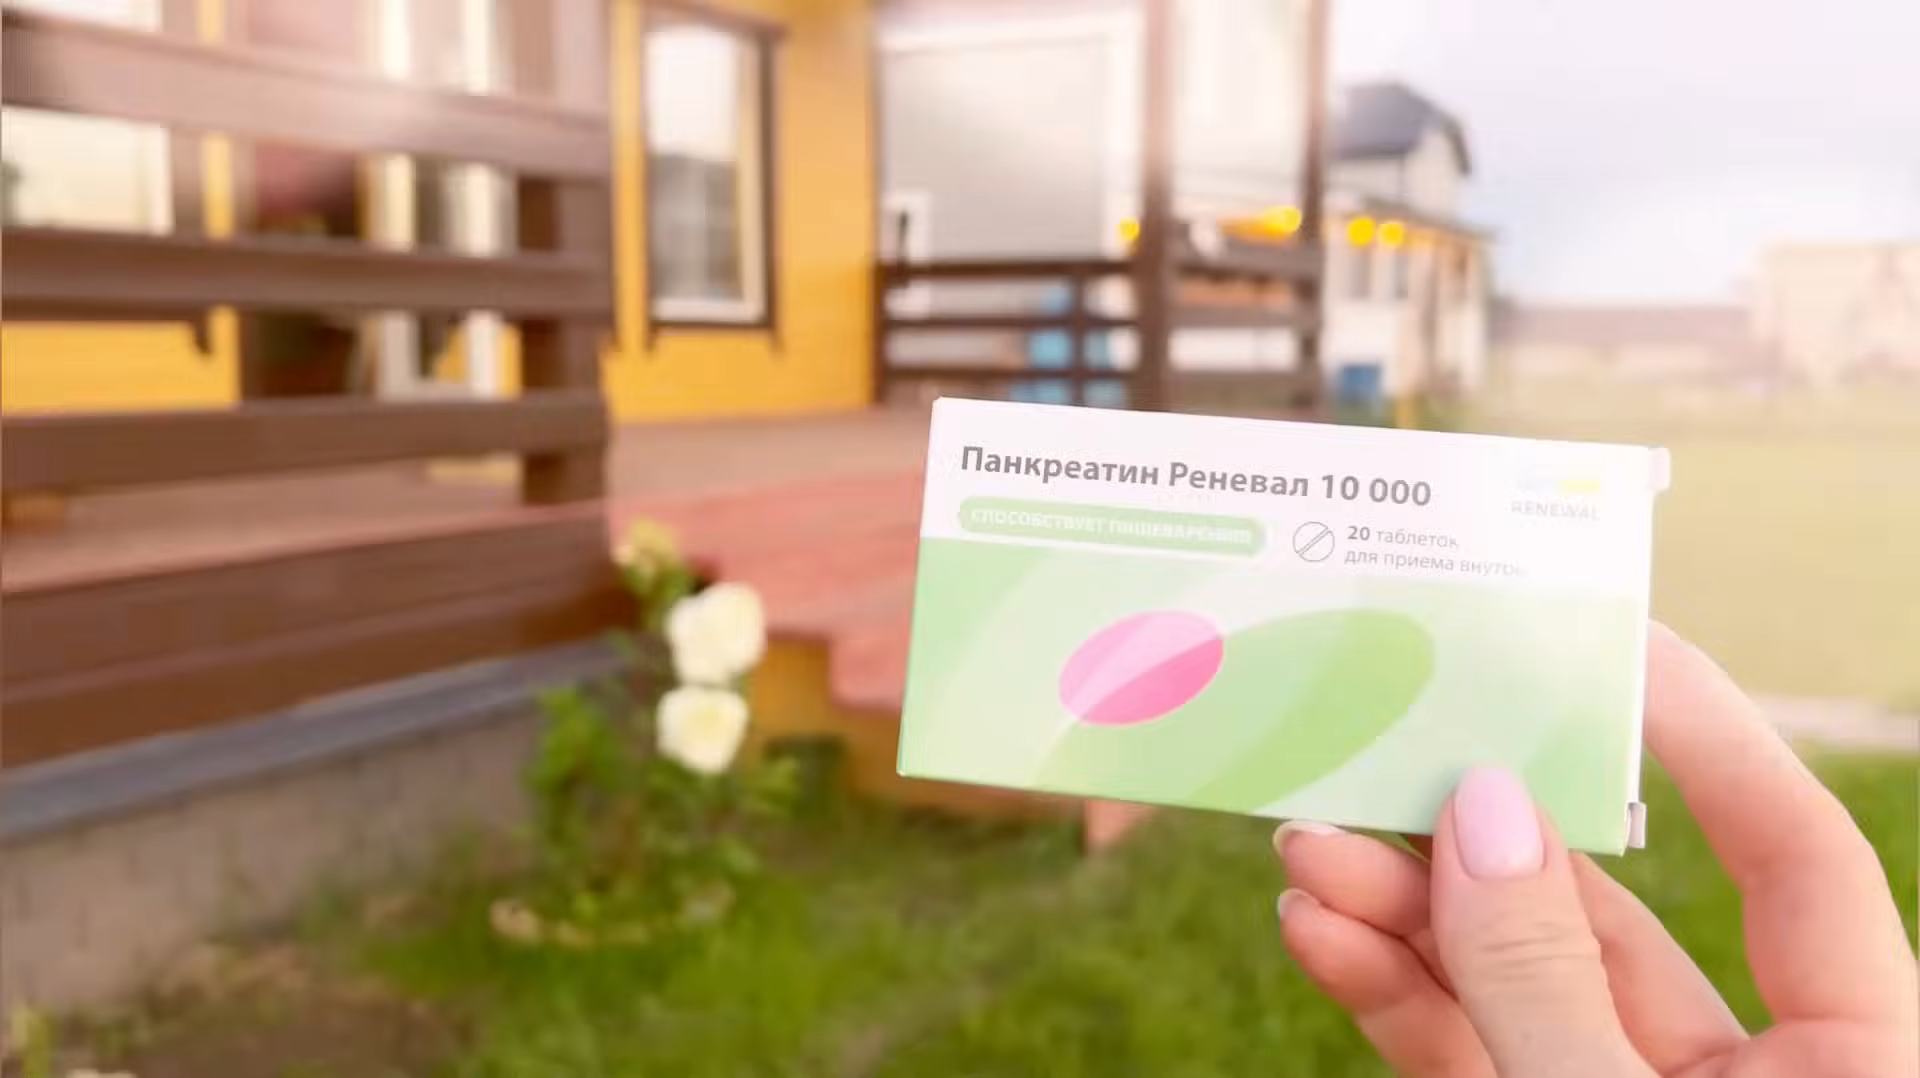 Панкреатин Реневал 10 000
RENEWAL
СПОСОБСТВУЕТ ПИЩЕВАРЕНИЮ
20 таблеток
для приема внутрь